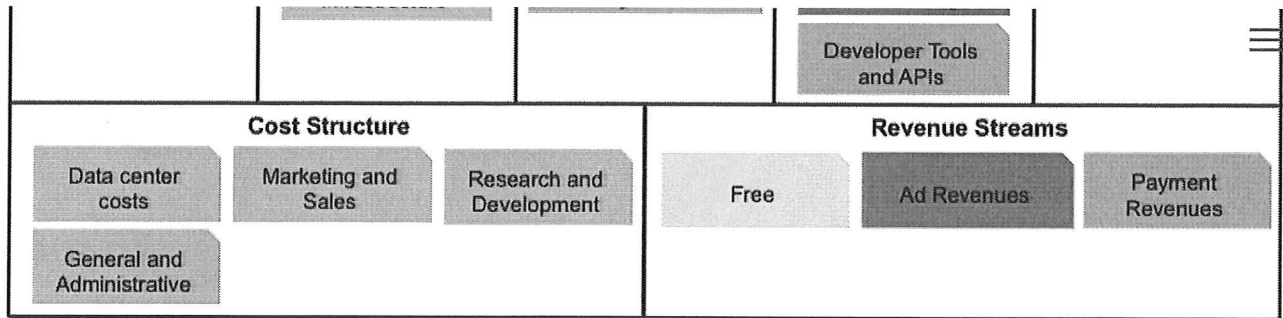 Developer Tools
and APIs
Cost Structure
Data center
costs
Marketing and
Sales
Research and
Development
General and
Administrative
Revenue Streams
Free
Ad Revenues
Payment
Revenues